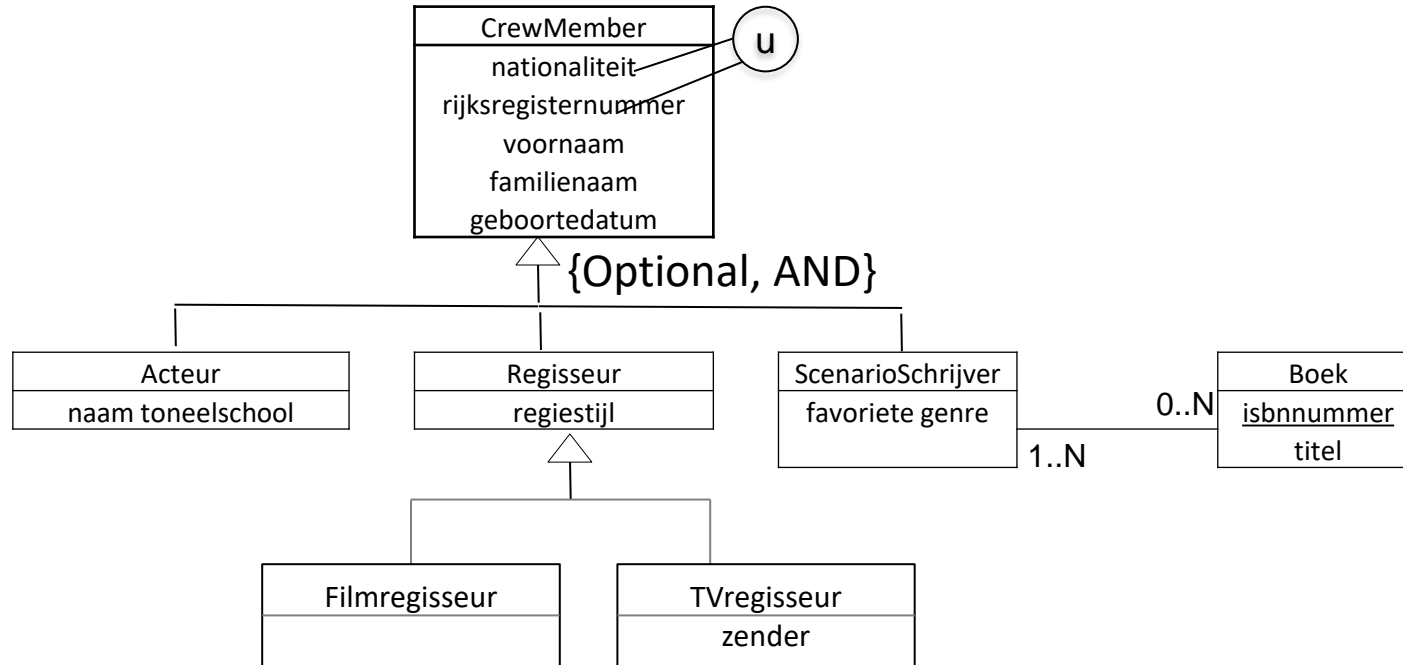 CrewMember
u
nationaliteit
rijksregisternummer
voornaam
familienaam
geboortedatum
{Optional, AND}
Acteur
naam toneelschool
Regisseur
regiestijl
ScenarioSchrijver
favoriete genre
1..N
0..N
Boek
isbnnummer
titel
Filmregisseur
TVregisseur
zender